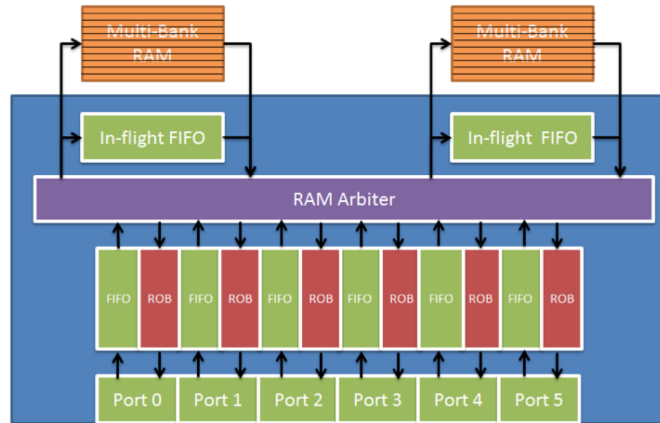 Multi-Bank Multi-Bank
RAM RAM
In-flight FIFO In-flight FIFO
RAM Arbiter
FIFO ROB FIFO ROB FIFO ROB FIFO ROB FIFO ROB FIFO ROB
Port 0 Port 1 Port 2 Port 3 Port 4 Port 5